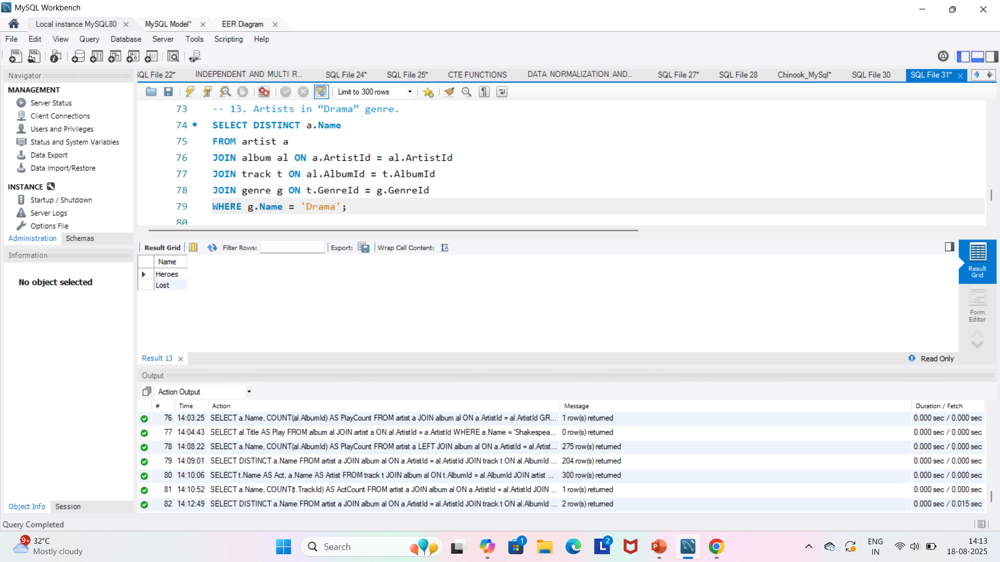 MySQL Workbench
Local instance MySQL80
MySQL Model*
EER Diagram
File Edit View Query Database Server Tools Scripting Help
Navigator
SQL File 22* INDEPENDENT AND MULTI R... SQL File 24* SQL File 25* CTE FUNCTIONS DATA NORMALIZATION AND... SQL File 27* SQL File 28 Chinook_MySql* SQL File 30 SQL File 31*
MANAGEMENT
Server Status
Client Connections
Users and Privileges
Status and System Variables
Data Export
Data Import/Restore
INSTANCE
Startup / Shutdown
Server Logs
Options File
Administration Schemas
Information
No object selected
Object Info Session
Limit to 300 rows
73 -- 13. Artists in “Drama” genre.
74 SELECT DISTINCT a.Name
75 FROM artist a
76 JOIN album al ON a.ArtistId = al.ArtistId
77 JOIN track t ON al.AlbumId = t.AlbumId
78 JOIN genre g ON t.GenreId = g.GenreId
79 WHERE g.Name = 'Drama';
80
Result Grid Filter Rows: Export: Wrap Cell Content:
Name
Heroes
Lost
Result Grid
Form Editor
Result 13
Read Only
Output
Action Output
# Time Action Message Duration / Fetch
76 14:03:25 SELECT a.Name, COUNT(al.AlbumId) AS PlayCount FROM artist a JOIN album al ON a.ArtistId = al.ArtistId GR... 1 row(s) returned 0.000 sec / 0.000 sec
77 14:04:43 SELECT al.Title AS Play FROM album al JOIN artist a ON al.ArtistId = a.ArtistId WHERE a.Name = 'Shakespea... 0 row(s) returned 0.000 sec / 0.000 sec
78 14:08:22 SELECT a.Name, COUNT(al.AlbumId) AS PlayCount FROM artist a LEFT JOIN album al ON a.ArtistId = al.Artist... 275 row(s) returned 0.000 sec / 0.000 sec
79 14:09:01 SELECT DISTINCT a.Name FROM artist a JOIN album al ON a.ArtistId = al.ArtistId JOIN track t ON al.AlbumId ... 204 row(s) returned 0.000 sec / 0.000 sec
80 14:10:06 SELECT t.Name AS Act, a.Name AS Artist FROM track t JOIN album al ON t.AlbumId = al.AlbumId JOIN artist ... 300 row(s) returned 0.000 sec / 0.000 sec
81 14:10:52 SELECT a.Name, COUNT(t.TrackId) AS ActCount FROM artist a JOIN album al ON a.ArtistId = al.ArtistId JOIN ... 1 row(s) returned 0.000 sec / 0.000 sec
82 14:12:49 SELECT DISTINCT a.Name FROM artist a JOIN album al ON a.ArtistId = al.ArtistId JOIN track t ON al.AlbumId ... 2 row(s) returned 0.000 sec / 0.015 sec
Query Completed
9+
32°C
Mostly cloudy
Search
1
2
ENG
IN
14:13
18-08-2025